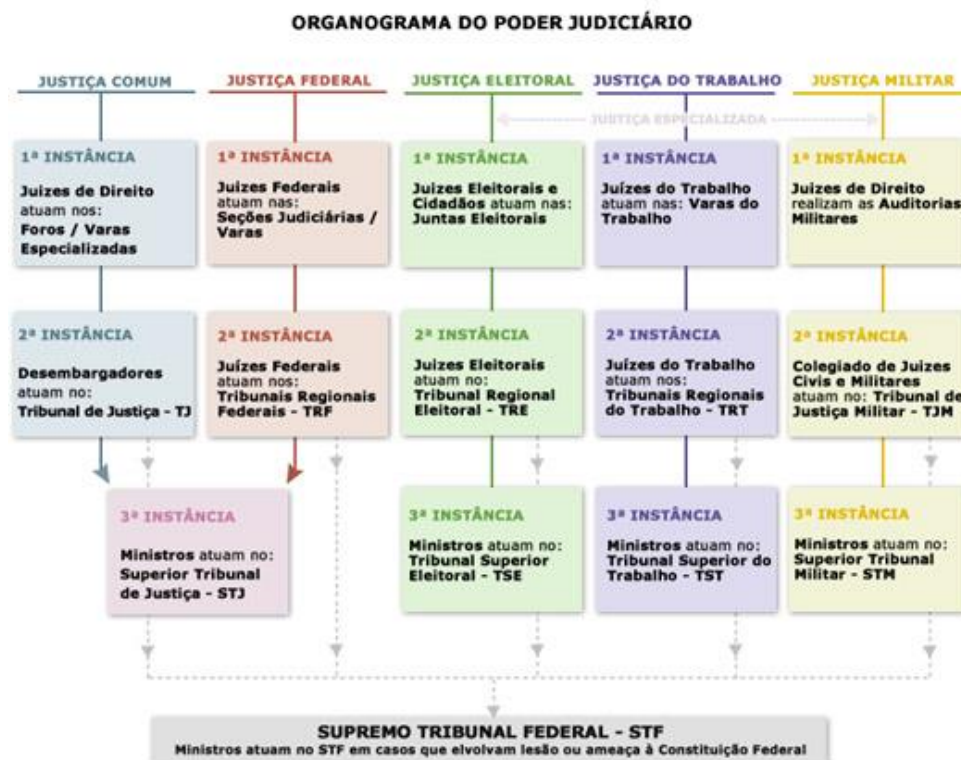 ORGANOGRAMA DO PODER JUDICIÁRIO
JUSTIÇA COMUM
JUSTIÇA FEDERAL
JUSTIÇA ELEITORAL
JUSTIÇA DO TRABALHO
JUSTIÇA MILITAR
JUSTIÇA ESPECIALIZADA
1ª INSTÂNCIA
Juizes de Direito
atuam nos:
Foros / Varas
Especializadas
1ª INSTÂNCIA
Juizes Federais
atuam nas:
Seções Judiciárias /
Varas
1ª INSTÂNCIA
Juizes Eleitorais e
Cidadãos atuam nas:
Juntas Eleitorais
1ª INSTÂNCIA
Juízes do Trabalho
atuam nas: Varas do
Trabalho
1ª INSTÂNCIA
Juizes de Direito
realizam as Auditorias
Militares
2ª INSTÂNCIA
Desembargadores
atuam no:
Tribunal de Justiça - TJ
2ª INSTÂNCIA
Juízes Federais
atuam nos:
Tribunais Regionais
Federais - TRF
2ª INSTÂNCIA
Juizes Eleitorais
atuam no:
Tribunal Regional
Eleitoral - TRE
2ª INSTÂNCIA
Juízes do Trabalho
atuam nos:
Tribunais Regionais
do Trabalho - TRT
2ª INSTÂNCIA
Colegiado de Juizes
Civis e Militares
atuam no: Tribunal de
Justiça Militar - TJM
3ª INSTÂNCIA
Ministros atuam no:
Superior Tribunal
de Justiça - STJ
3ª INSTÂNCIA
Ministros atuam no:
Tribunal Superior
Eleitoral - TSE
3ª INSTÂNCIA
Ministros atuam no:
Tribunal Superior do
Trabalho - TST
3ª INSTÂNCIA
Ministros atuam no:
Superior Tribunal
Militar - STM
SUPREMO TRIBUNAL FEDERAL - STF
Ministros atuam no STF em casos que elvolvam lesão ou ameaça à Constituição Federal